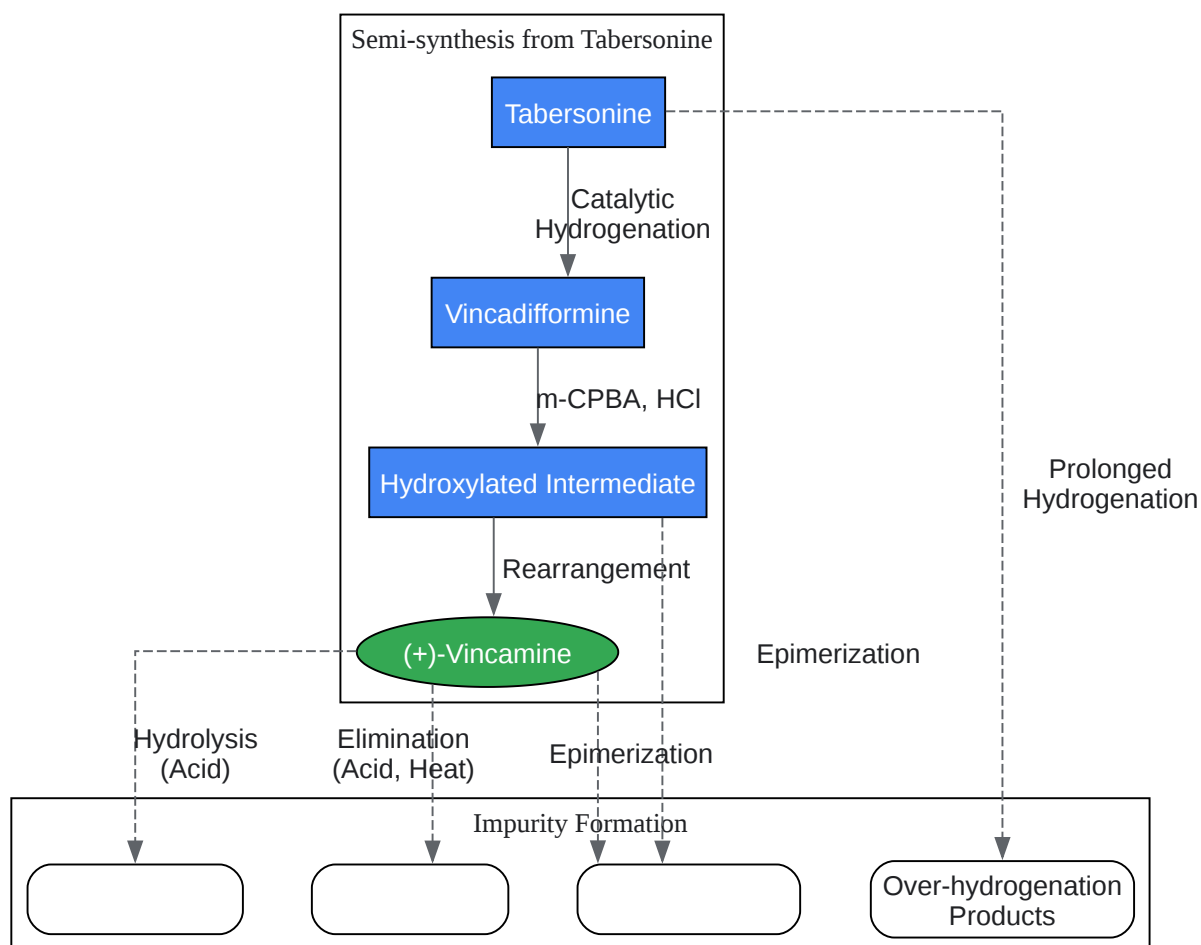 Semi-synthesis from Tabersonine
Tabersonine
Catalytic
Hydrogenation
Vincadifformine
m-CPBA, HCl
Hydroxylated Intermediate
Prolonged
Hydrogenation
Rearrangement
(+)-Vincamine
Epimerization
Hydrolysis
(Acid)
Elimination
(Acid, Heat)
Epimerization
Impurity Formation
Over-hydrogenation
Products